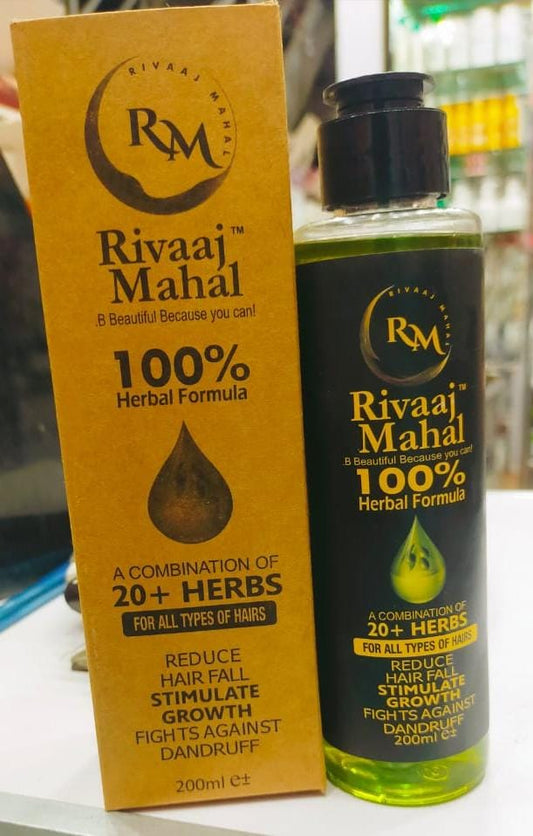 RIVAAJ MAHAL
RM
Rivaaj™
Mahal
.B Beautiful Because you can!
100%
Herbal Formula
A COMBINATION OF
20+ HERBS
FOR ALL TYPES OF HAIRS
REDUCE
HAIR FALL
STIMULATE
GROWTH
FIGHTS AGAINST
DANDRUFF
200ml e±
RIVAAJ MAHAL
RM
Rivaaj™
Mahal
.B Beautiful Because you can!
100%
Herbal Formula
A COMBINATION OF
20+ HERBS
FOR ALL TYPES OF HAIRS
REDUCE
HAIR FALL
STIMULATE
GROWTH
FIGHTS AGAINST
DANDRUFF
200ml e±